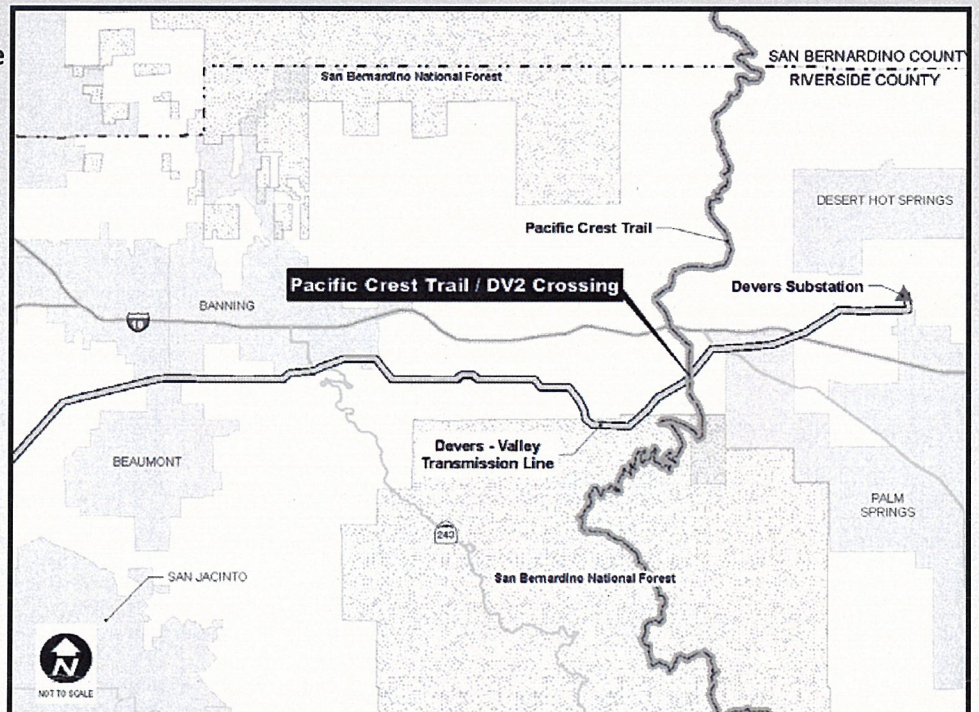 e
SAN BERNARDINO COUNT
San Bernardino National Forest
RIVERSIDE COUNTY
DESERT HOT SPRINGS
Pacific Crest Trail
Pacific Crest Trail / DV2 Crossing
Devers Substation
BANNING
10
Devers - Valley
Transmission Line
BEAUMONT
PALM
SPRINGS
243
San Bernardino National Forest
SAN JACINTO
N
NOT TO SCALE